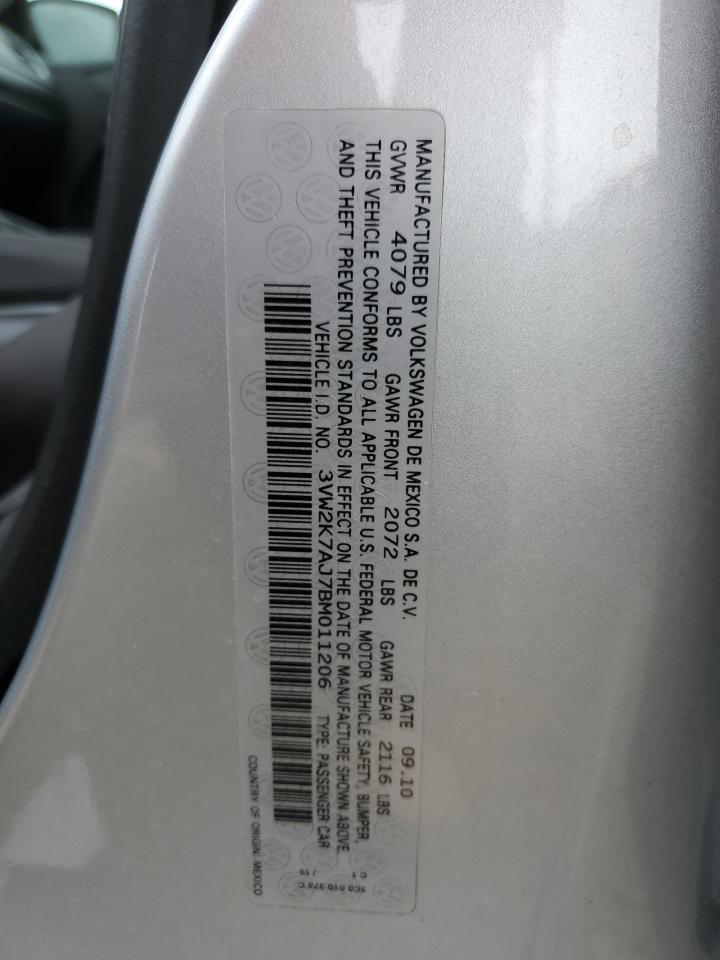 MANUFACTURED BY VOLKSWAGEN DE MEXICO S.A. DE C.V. DATE 09.10
GVWR 4079 LBS GAWR FRONT 2072 LBS GAWR REAR 2116 LBS
THIS VEHICLE CONFORMS TO ALL APPLICABLE U.S. FEDERAL MOTOR VEHICLE SAFETY, BUMPER,
AND THEFT PREVENTION STANDARDS IN EFFECT ON THE DATE OF MANUFACTURE SHOWN ABOVE.
VEHICLE I.D. NO. 3VW2K7AJ7BM011206 TYPE: PASSENGER CAR
COUNTRY OF ORIGIN: MEXICO